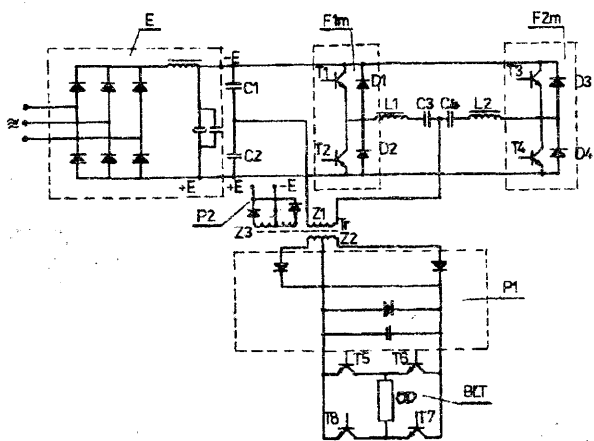 E
F1m
F2m
-E
T1
D1
T3
D3
C1
L1
C3
C4
L2
≈
C2
T2
D2
T4
D4
+E
+E
-E
P2
Z1
Tr
Z3
Z2
P1
T5
T6
OD
BLT
T8
T7